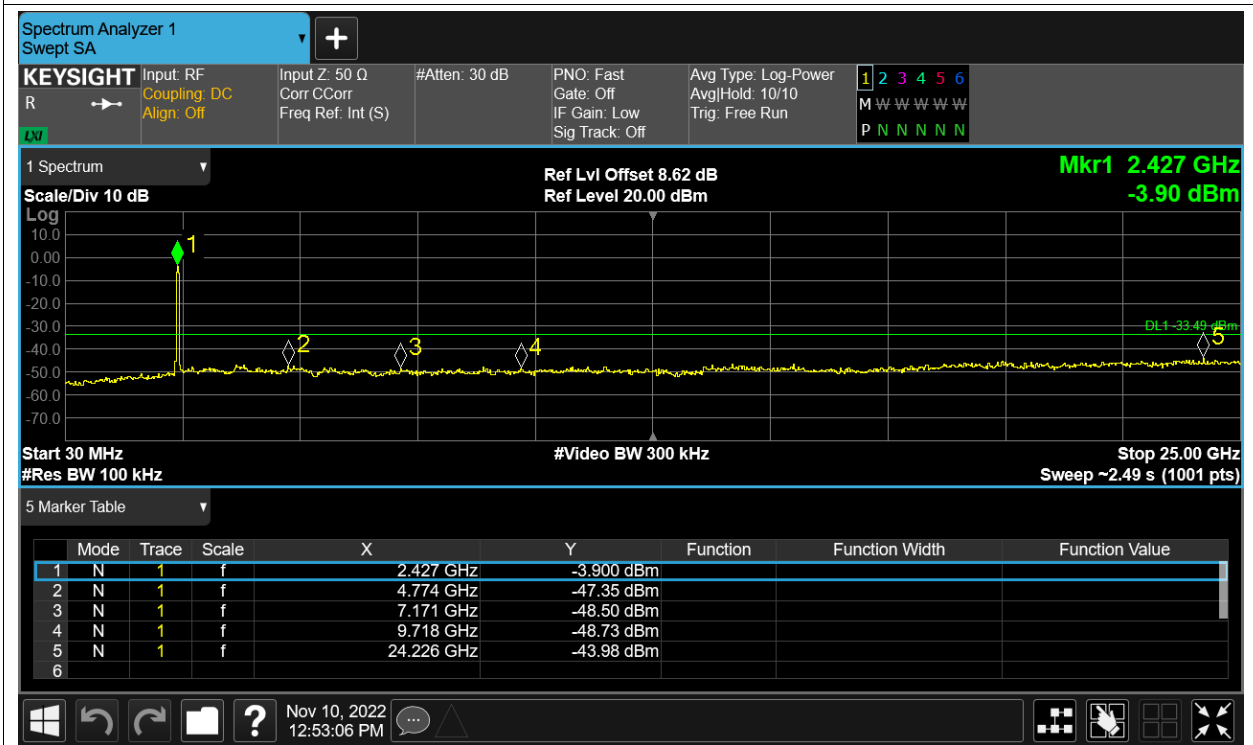 Spectrum Analyzer 1
Swept SA
KEYSIGHT
R
LXI
Input: RF
Coupling: DC
Align: Off
Input Z: 50 Ω
Corr CCorr
Freq Ref: Int (S)
#Atten: 30 dB
PNO: Fast
Gate: Off
IF Gain: Low
Sig Track: Off
Avg Type: Log-Power
Avg|Hold: 10/10
Trig: Free Run
1 2 3 4 5 6
M W W W W W
P N N N N N
1 Spectrum
Scale/Div 10 dB
Ref Lvl Offset 8.62 dB
Ref Level 20.00 dBm
Mkr1 2.427 GHz
-3.90 dBm
Log
10.0
0.00
-10.0
-20.0
-30.0
-40.0
-50.0
-60.0
-70.0
1
2
3
4
5
DL1 -33.49 dBm
Start 30 MHz
#Res BW 100 kHz
#Video BW 300 kHz
Stop 25.00 GHz
Sweep ~2.49 s (1001 pts)
5 Marker Table
Mode Trace Scale X Y Function Function Width Function Value
1 N 1 f 2.427 GHz -3.900 dBm
2 N 1 f 4.774 GHz -47.35 dBm
3 N 1 f 7.171 GHz -48.50 dBm
4 N 1 f 9.718 GHz -48.73 dBm
5 N 1 f 24.226 GHz -43.98 dBm
6
?
Nov 10, 2022
12:53:06 PM